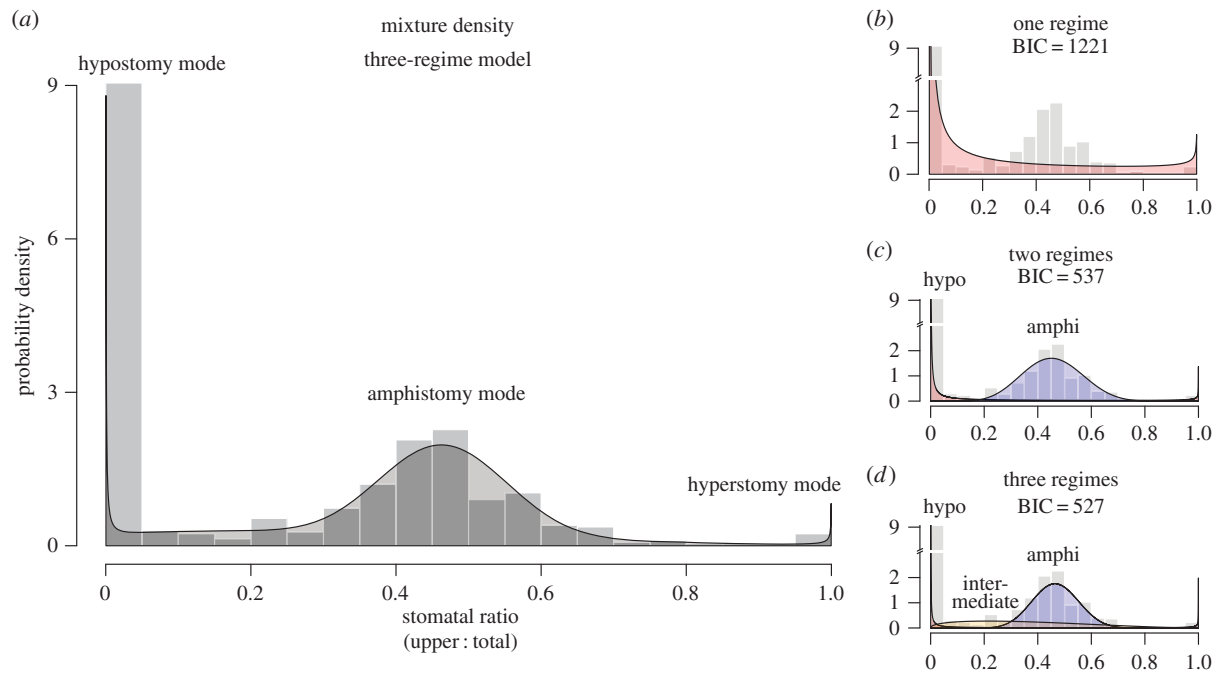 (a)
mixture density
three-regime model
hypostomy mode
amphistomy mode
hyperstomy mode
probability density
9
6
3
0
0 0.2 0.4 0.6 0.8 1.0
stomatal ratio
(upper : total)
(b)
one regime
BIC = 1221
9
2
1
0
0 0.2 0.4 0.6 0.8 1.0
(c)
two regimes
BIC = 537
hypo
amphi
9
2
1
0
0 0.2 0.4 0.6 0.8 1.0
(d)
three regimes
BIC = 527
hypo
amphi
inter-
mediate
9
2
1
0
0 0.2 0.4 0.6 0.8 1.0